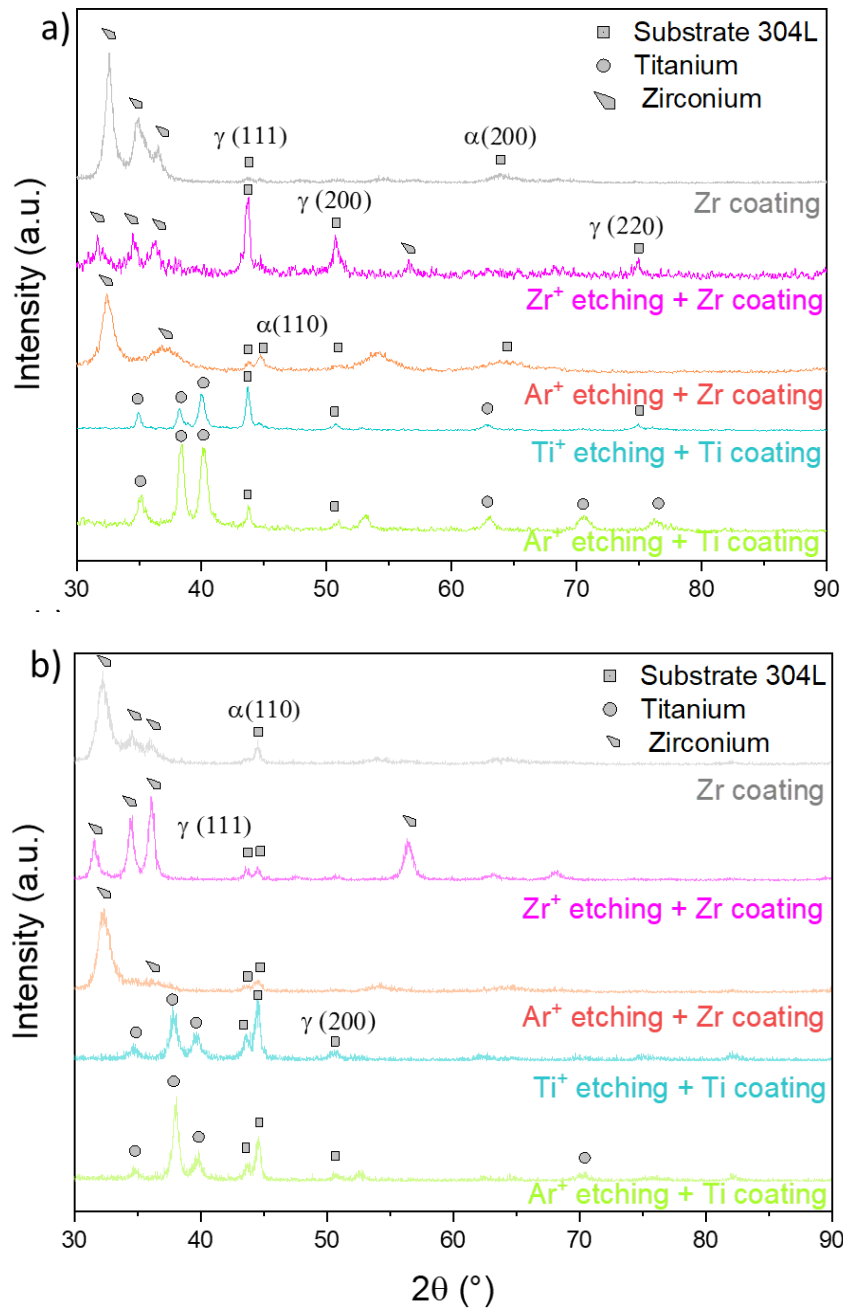 a)
Substrate 304L
Titanium
Zirconium
γ (111)
α(200)
Zr coating
γ (200)
γ (220)
Zr⁺ etching + Zr coating
α(110)
Ar⁺ etching + Zr coating
Ti⁺ etching + Ti coating
Ar⁺ etching + Ti coating
Intensity (a.u.)
30 40 50 60 70 80 90
b)
Substrate 304L
Titanium
Zirconium
α(110)
Zr coating
γ (111)
Zr⁺ etching + Zr coating
Ar⁺ etching + Zr coating
γ (200)
Ti⁺ etching + Ti coating
Ar⁺ etching + Ti coating
Intensity (a.u.)
30 40 50 60 70 80 90
2θ (°)